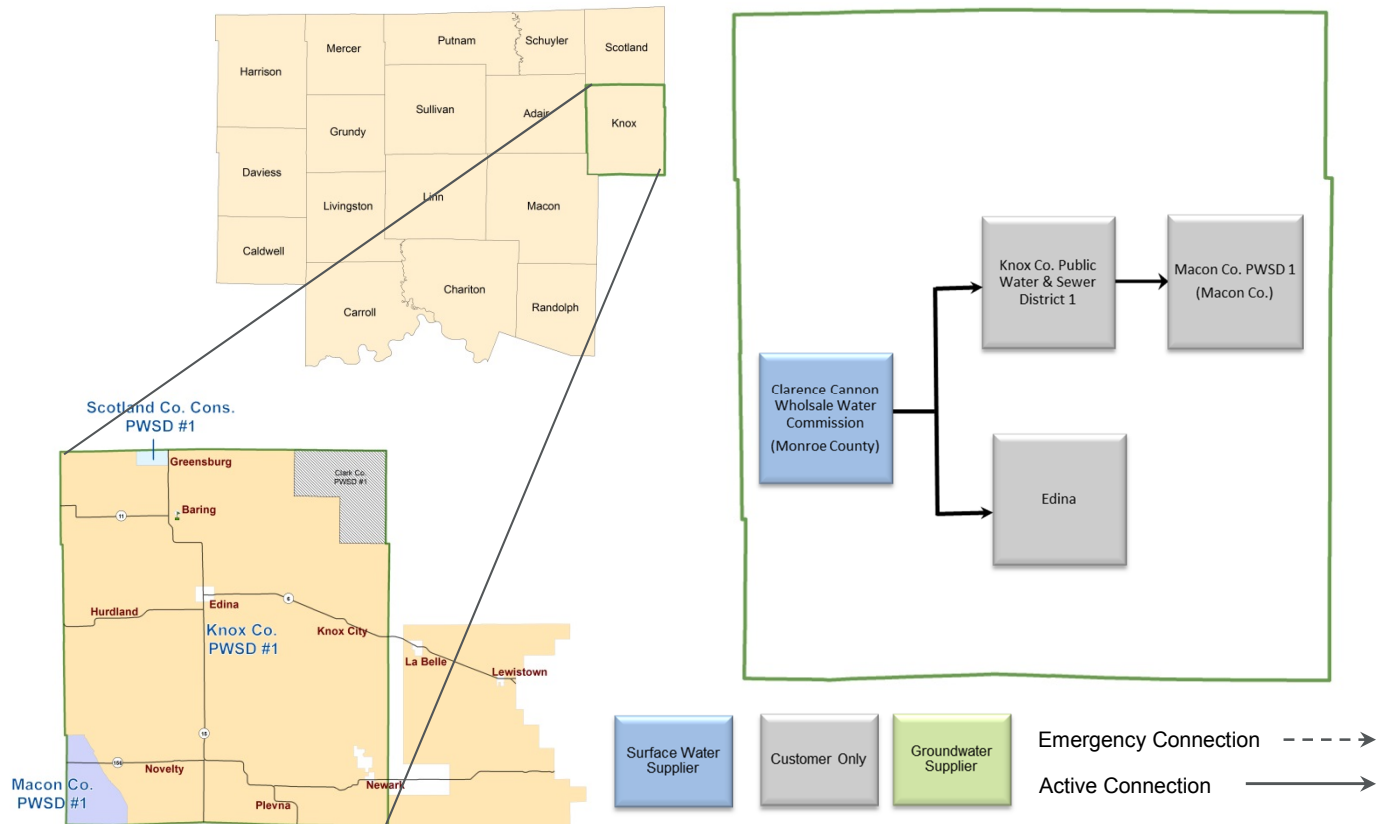 Putnam
Schuyler
Scotland
Mercer
Harrison
Sullivan
Adair
Knox
Grundy
Daviess
Livingston
Linn
Macon
Caldwell
Chariton
Randolph
Carroll
Scotland Co. Cons.
PWSD #1
Greensburg
Clark Co.
PWSD #1
Baring
11
Edina
6
Hurdland
Knox Co.
PWSD #1
Knox City
La Belle
Lewistown
15
156
Novelty
Newark
Macon Co.
PWSD #1
Plevna
Knox Co. Public
Water & Sewer
District 1
Macon Co. PWSD 1
(Macon Co.)
Clarence Cannon
Wholsale Water
Commission
(Monroe County)
Edina
Surface Water
Supplier
Customer Only
Groundwater
Supplier
Emergency Connection
Active Connection